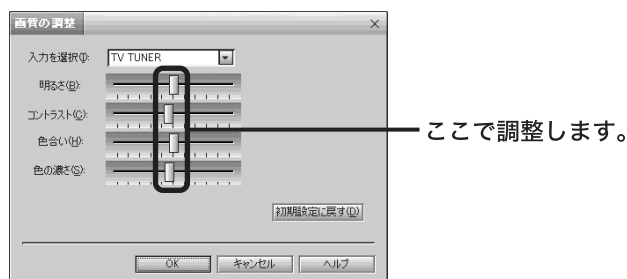 画質の調整
入力を選択(I): TV TUNER
明るさ(B):
コントラスト(C):
色合い(H):
色の濃さ(S):
ここで調整します。
初期設定に戻す(D)
OK キャンセル ヘルプ